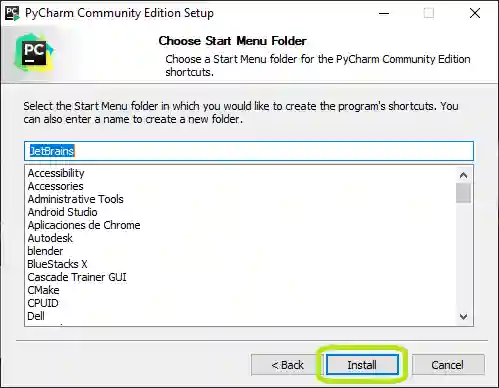 PC
PyCharm Community Edition Setup
PC
Choose Start Menu Folder
Choose a Start Menu folder for the PyCharm Community Edition
shortcuts.
Select the Start Menu folder in which you would like to create the program's shortcuts. You
can also enter a name to create a new folder.
JetBrains
Accessibility
Accessories
Administrative Tools
Android Studio
Aplicaciones de Chrome
Autodesk
blender
BlueStacks X
Cascade Trainer GUI
CMake
CPUID
Dell
< Back
Install
Cancel